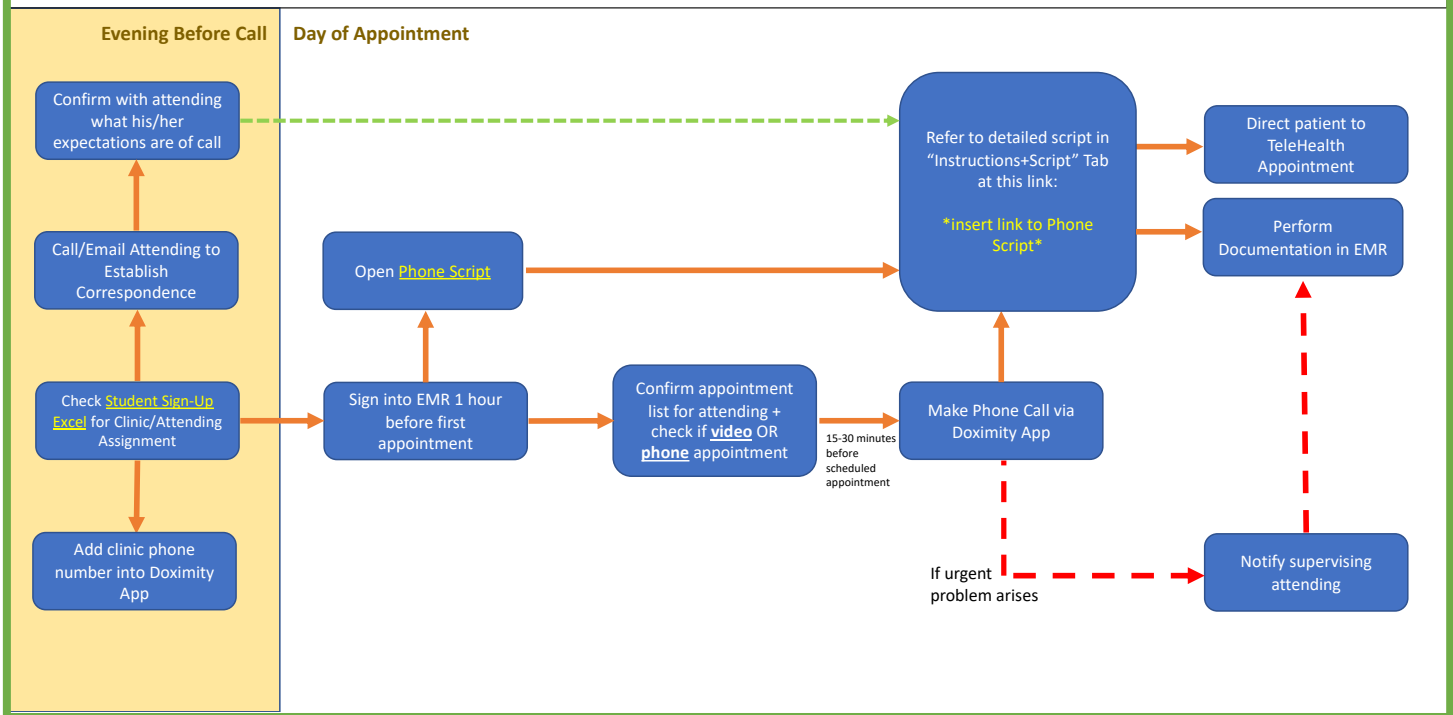 Evening Before Call
Day of Appointment
Confirm with attending
what his/her
expectations are of call
Call/Email Attending to
Establish
Correspondence
Check Student Sign-Up
Excel for Clinic/Attending
Assignment
Add clinic phone
number into Doximity
App
Open Phone Script
Sign into EMR 1 hour
before first
appointment
Confirm appointment
list for attending +
check if video OR
phone appointment
15-30 minutes
before
scheduled
appointment
Refer to detailed script in
“Instructions+Script” Tab
at this link:
*insert link to Phone
Script*
Make Phone Call via
Doximity App
If urgent
problem arises
Direct patient to
TeleHealth
Appointment
Perform
Documentation in EMR
Notify supervising
attending